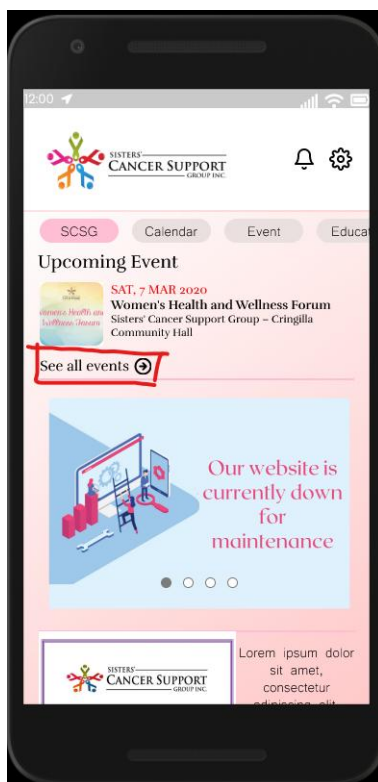 12:00
SISTERS'
CANCER SUPPORT
GROUP INC.
SCSG Calendar Event Educat
Upcoming Event
SAT, 7 MAR 2020
Women's Health and Wellness Forum
Sisters' Cancer Support Group – Cringilla
Community Hall
See all events
Our website is
currently down
for
maintenance
SISTERS'
CANCER SUPPORT
GROUP INC.
Lorem ipsum dolor
sit amet,
consectetur
adipiscing elit